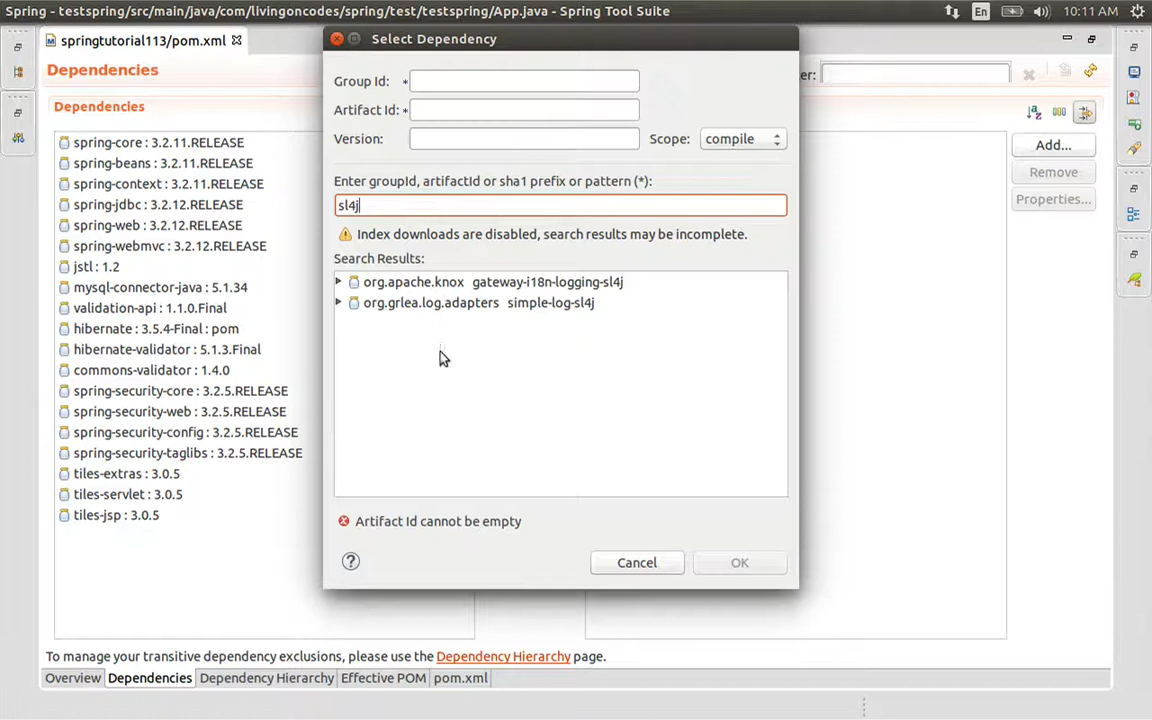 Spring - testspring/src/main/java/com/livingoncodes/spring/test/testspring/App.java - Spring Tool Suite
En
10:11 AM
springtutorial113/pom.xml
Select Dependency
Dependencies
er:
Group Id:
Artifact Id:
Version:
Scope:
compile
Dependencies
spring-core : 3.2.11.RELEASE
spring-beans : 3.2.11.RELEASE
spring-context : 3.2.11.RELEASE
spring-jdbc : 3.2.12.RELEASE
spring-web : 3.2.12.RELEASE
spring-webmvc : 3.2.12.RELEASE
jstl : 1.2
mysql-connector-java : 5.1.34
validation-api : 1.1.0.Final
hibernate : 3.5.4-Final : pom
hibernate-validator : 5.1.3.Final
commons-validator : 1.4.0
spring-security-core : 3.2.5.RELEASE
spring-security-web : 3.2.5.RELEASE
spring-security-config : 3.2.5.RELEASE
spring-security-taglibs : 3.2.5.RELEASE
tiles-extras : 3.0.5
tiles-servlet : 3.0.5
tiles-jsp : 3.0.5
Enter groupId, artifactId or sha1 prefix or pattern (*):
sl4j
Index downloads are disabled, search results may be incomplete.
Search Results:
org.apache.knox gateway-i18n-logging-sl4j
org.grlea.log.adapters simple-log-sl4j
Artifact Id cannot be empty
Cancel
OK
Add...
Remove
Properties...
To manage your transitive dependency exclusions, please use the Dependency Hierarchy page.
Overview
Dependencies
Dependency Hierarchy
Effective POM
pom.xml